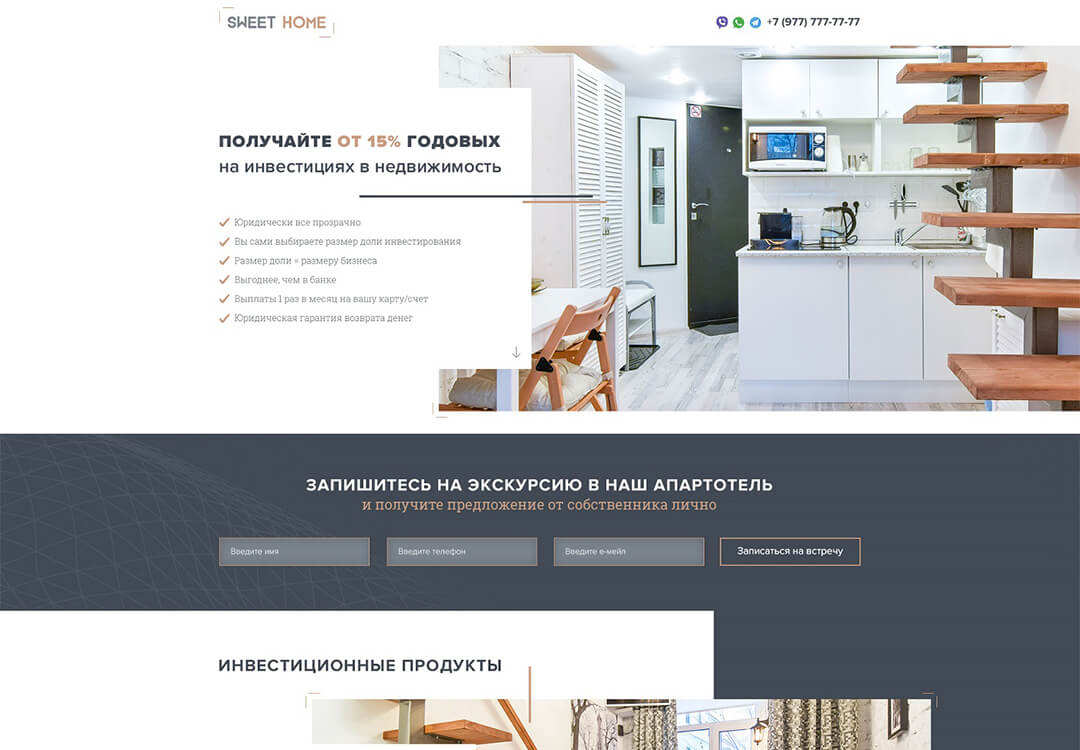 SWEET HOME
+7 (977) 777-77-77
ПОЛУЧАЙТЕ ОТ 15% ГОДОВЫХ
на инвестициях в недвижимость
Юридически все прозрачно
Вы сами выбираете размер доли инвестирования
Размер доли = размеру бизнеса
Выгоднее, чем в банке
Выплаты 1 раз в месяц на вашу карту/счет
Юридическая гарантия возврата денег
ЗАПИШИТЕСЬ НА ЭКСКУРСИЮ В НАШ АПАРТОТЕЛЬ
и получите предложение от собственника лично
Введите имя
Введите телефон
Введите е-мейл
Записаться на встречу
ИНВЕСТИЦИОННЫЕ ПРОДУКТЫ